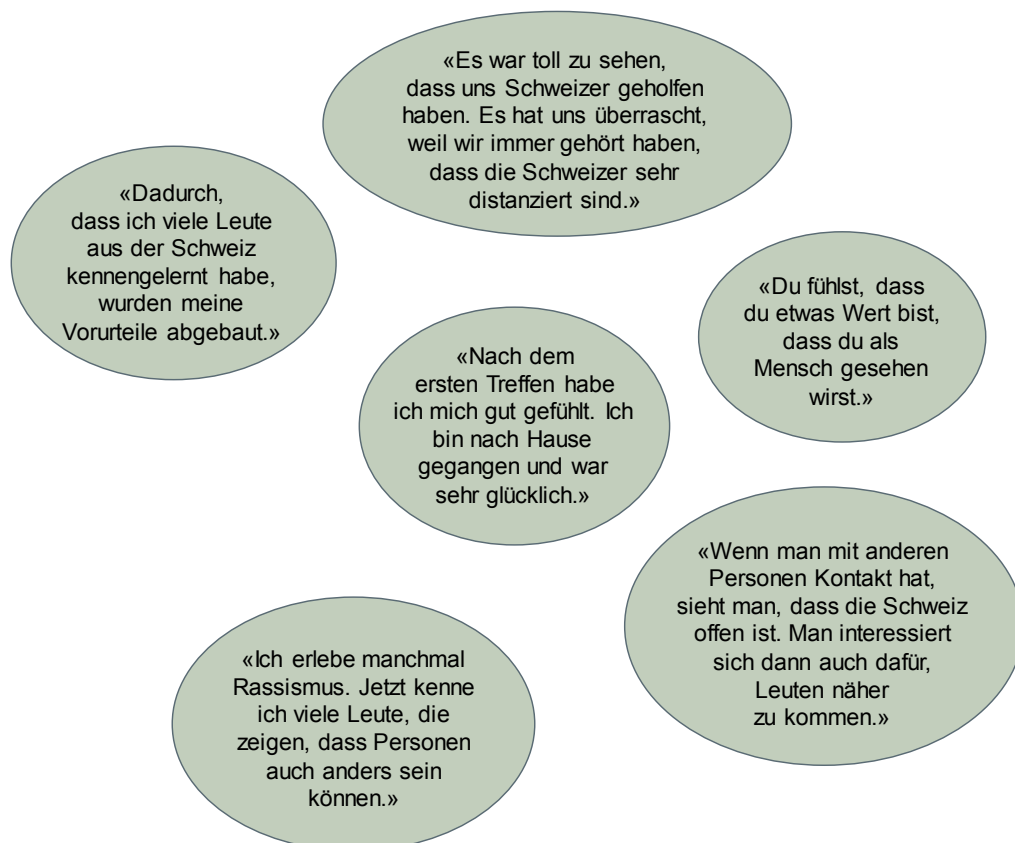 «Es war toll zu sehen,
dass uns Schweizer geholfen
haben. Es hat uns überrascht,
weil wir immer gehört haben,
dass die Schweizer sehr
distanziert sind.»
«Dadurch,
dass ich viele Leute
aus der Schweiz
kennengelernt habe,
wurden meine
Vorurteile abgebaut.»
«Du fühlst, dass
du etwas Wert bist,
dass du als
Mensch gesehen
wirst.»
«Nach dem
ersten Treffen habe
ich mich gut gefühlt. Ich
bin nach Hause
gegangen und war
sehr glücklich.»
«Wenn man mit anderen
Personen Kontakt hat,
sieht man, dass die Schweiz
offen ist. Man interessiert
sich dann auch dafür,
Leuten näher
zu kommen.»
«Ich erlebe manchmal
Rassismus. Jetzt kenne
ich viele Leute, die
zeigen, dass Personen
auch anders sein
können.»